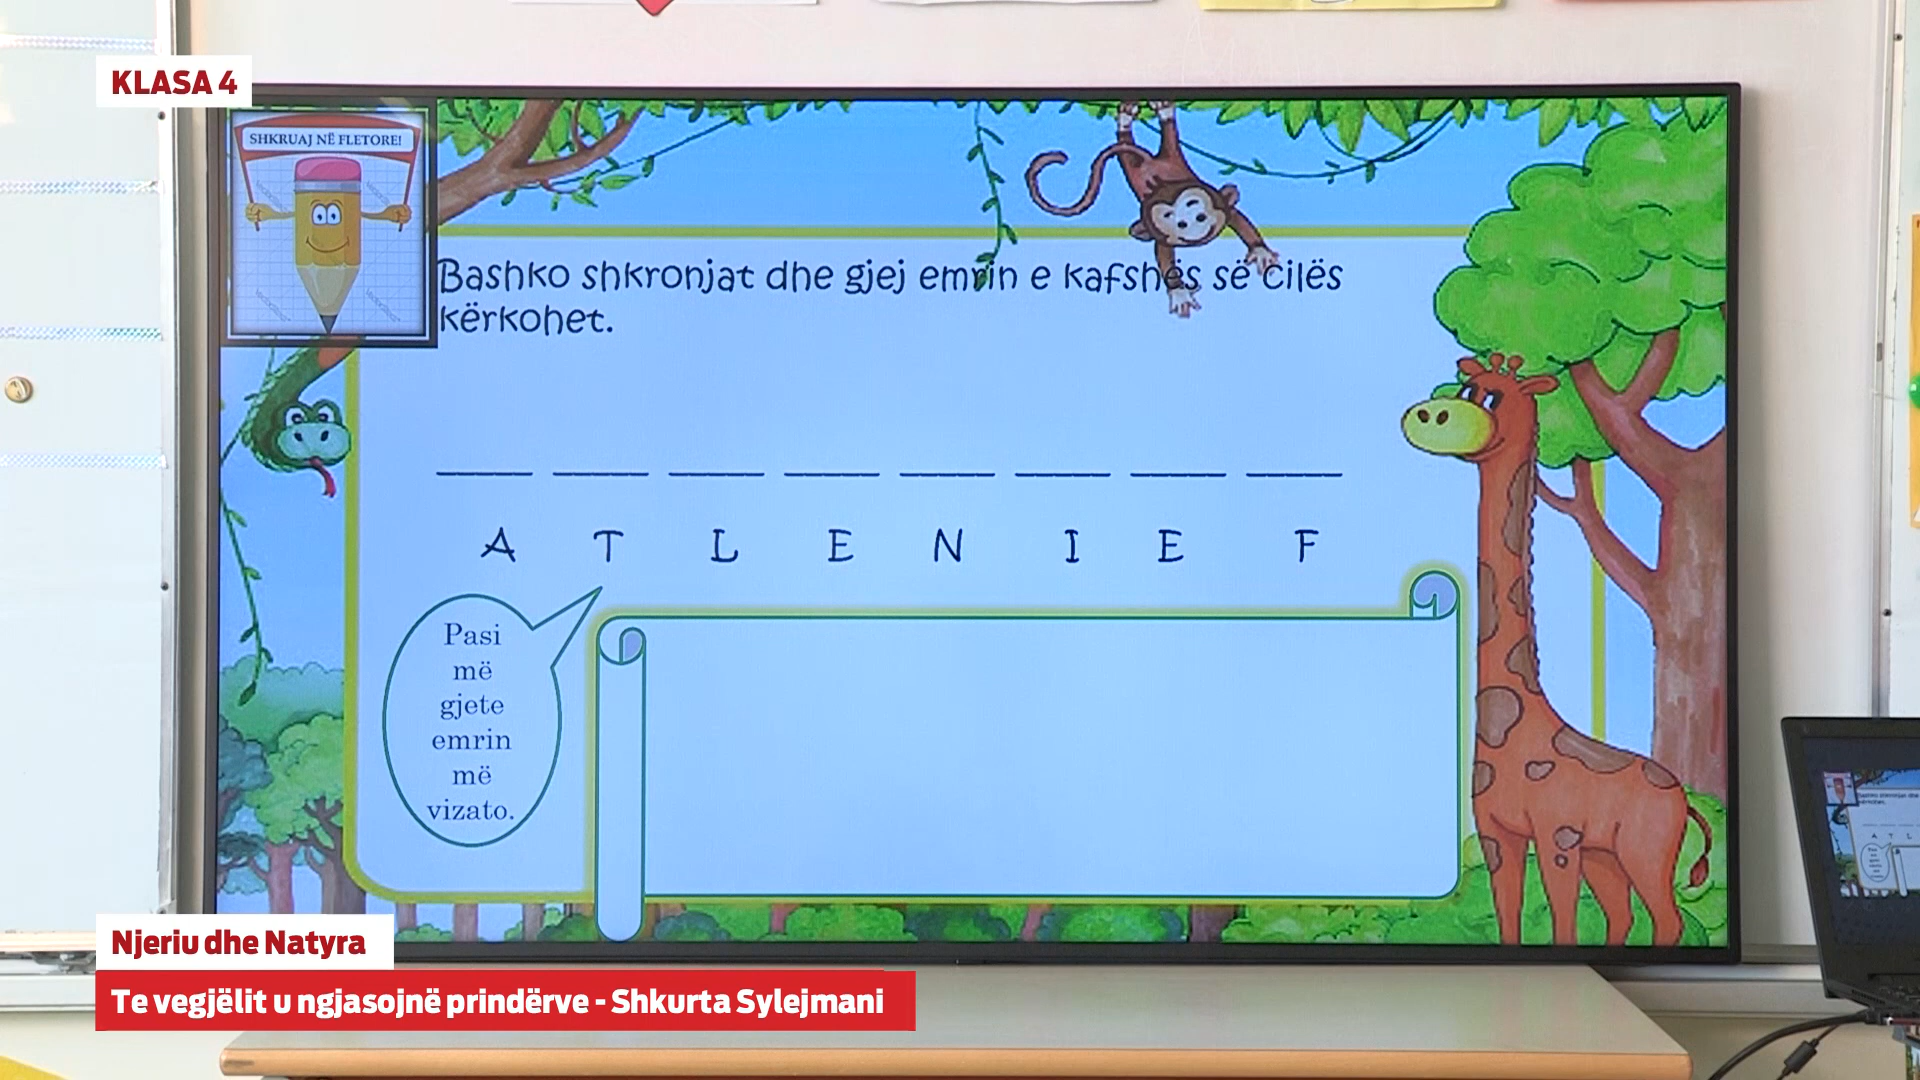 KLASA 4
SHKRUAJ NË FLETORE!
Bashko shkronjat dhe gjej emrin e kafshës së cilës
kërkohet.
A T L E N I E F
Pasi
më
gjete
emrin
më
vizato.
Njeriu dhe Natyra
Te vegjëlit u ngjasojnë prindërve - Shkurta Sylejmani